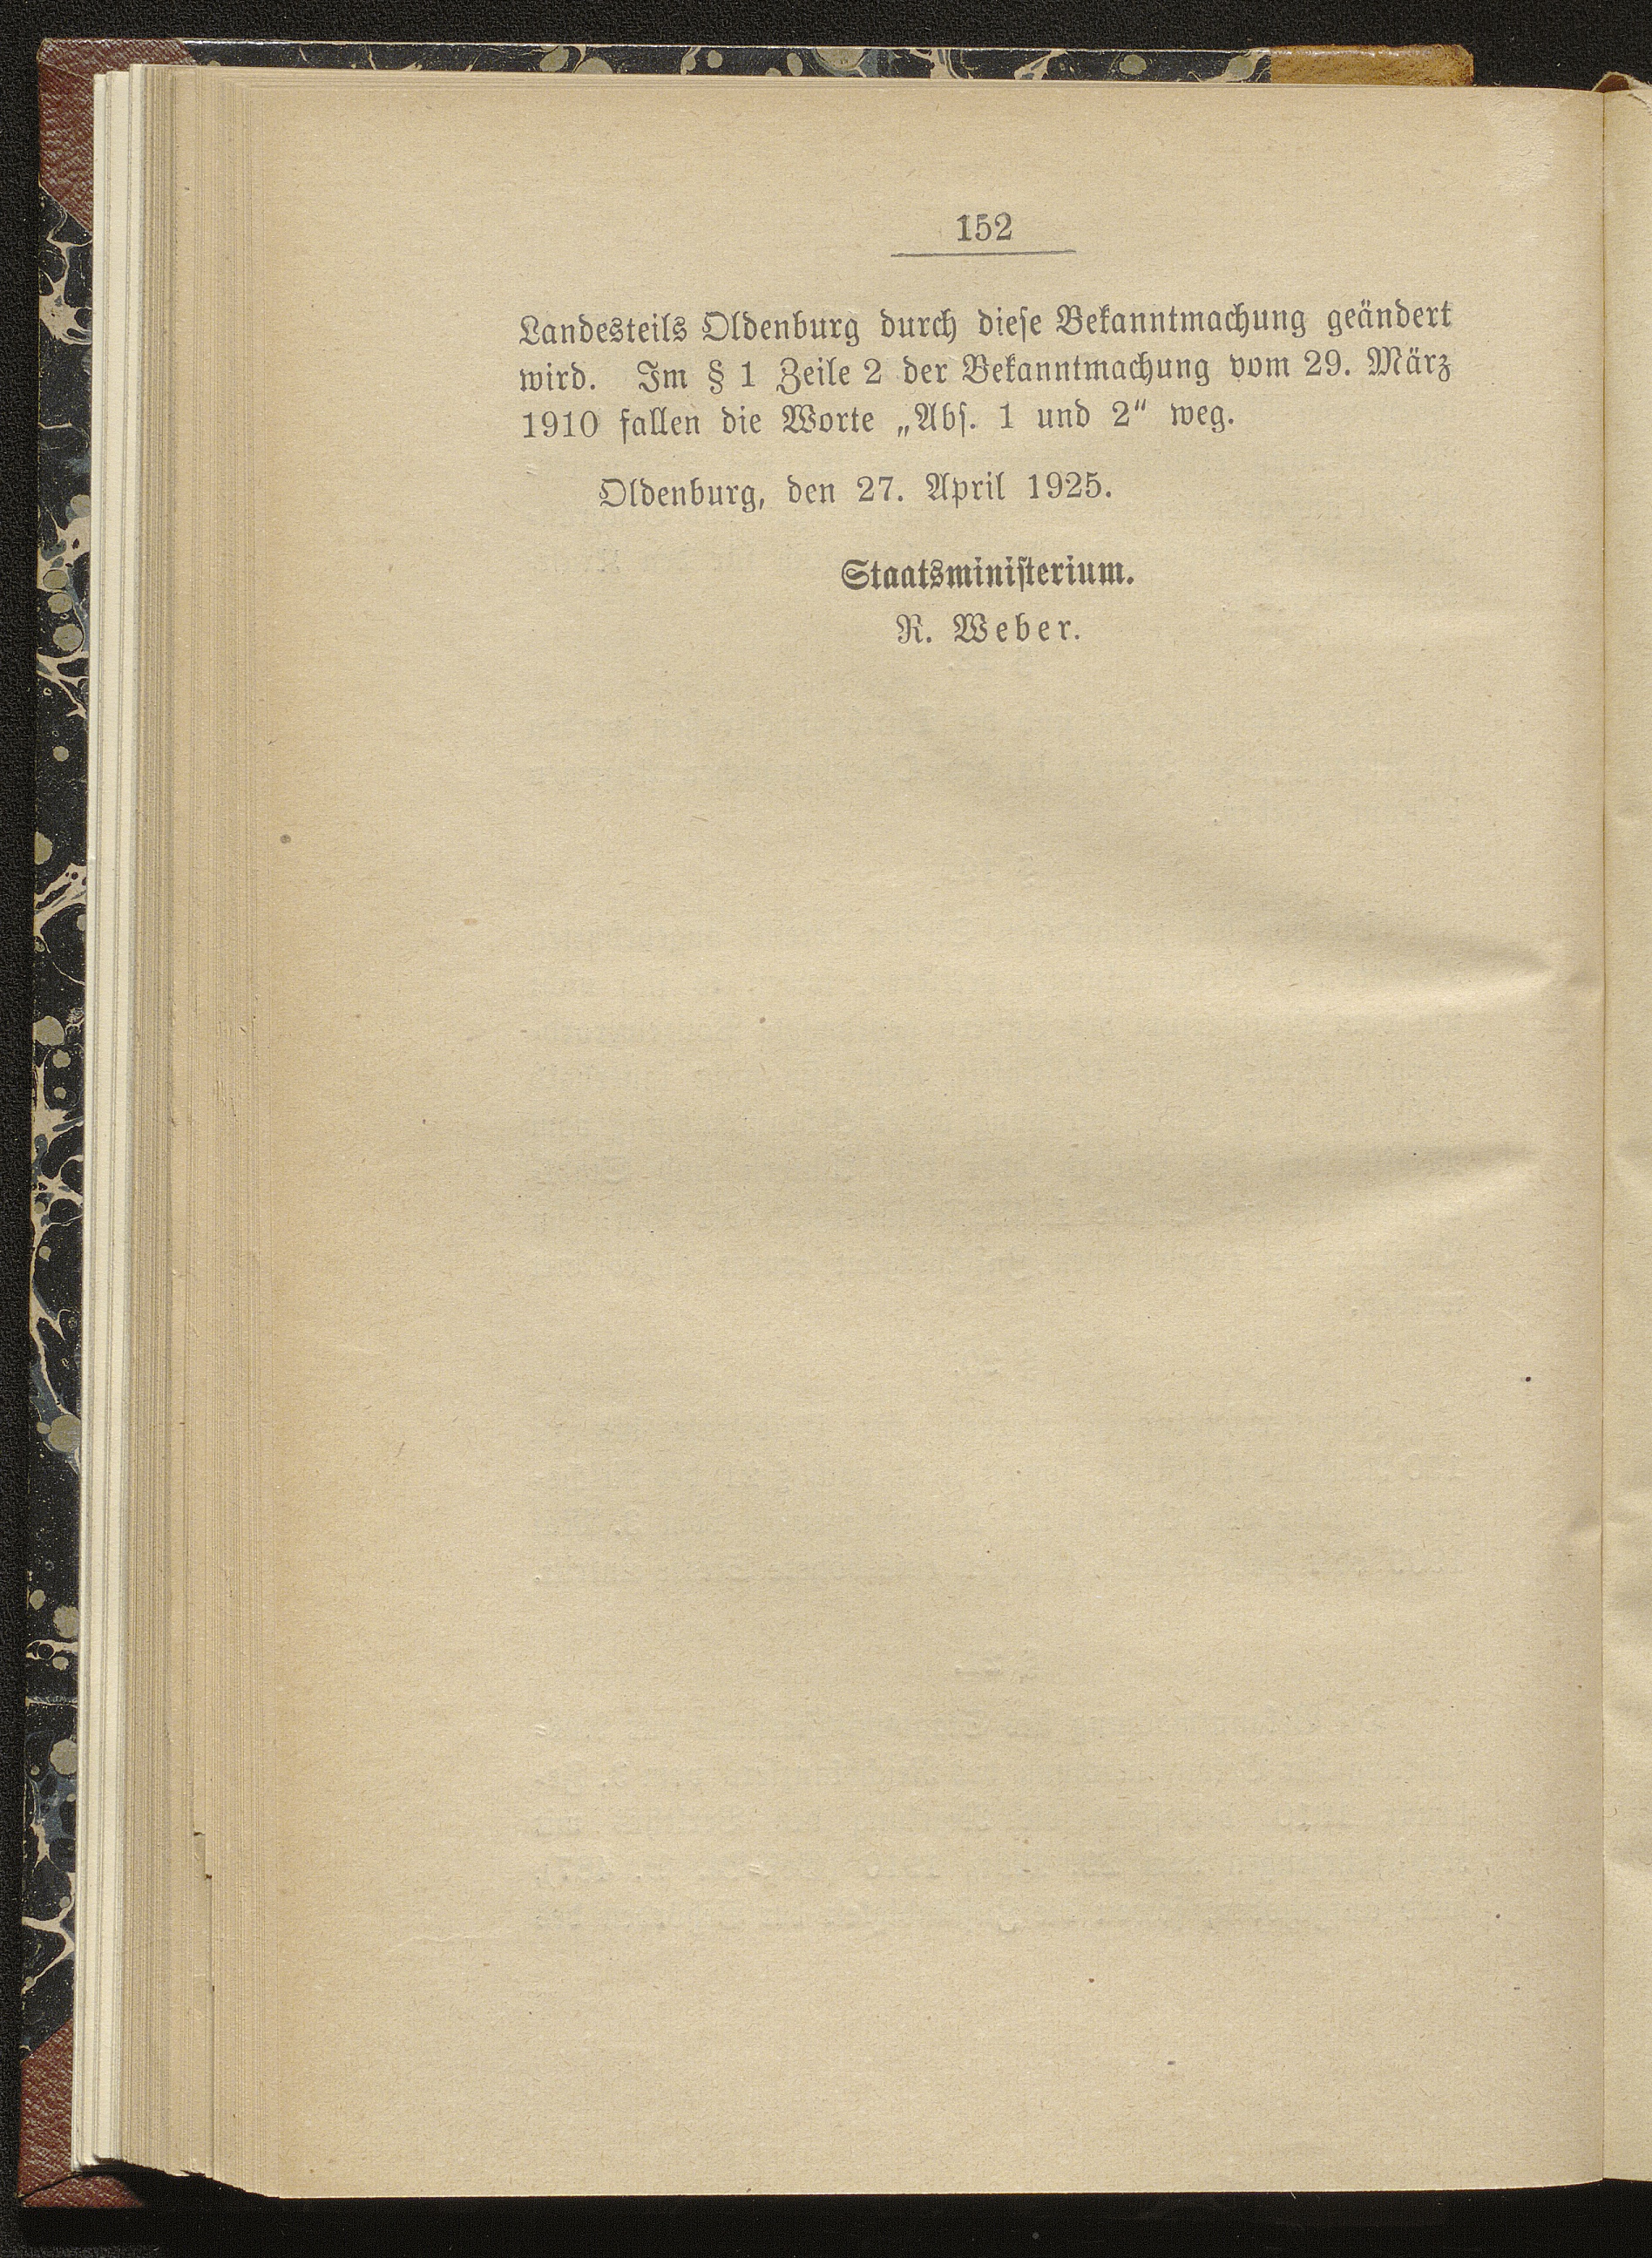 152
Landesteils Oldenburg durch diese Bekanntmachung geändert
wird. Im § 1 Zeile 2 der Bekanntmachung vom 29. März
1910 fallen die Worte „Abs. 1 und 2“ weg.
Oldenburg, den 27. April 1925.
Staatsministerium.
R. Weber.